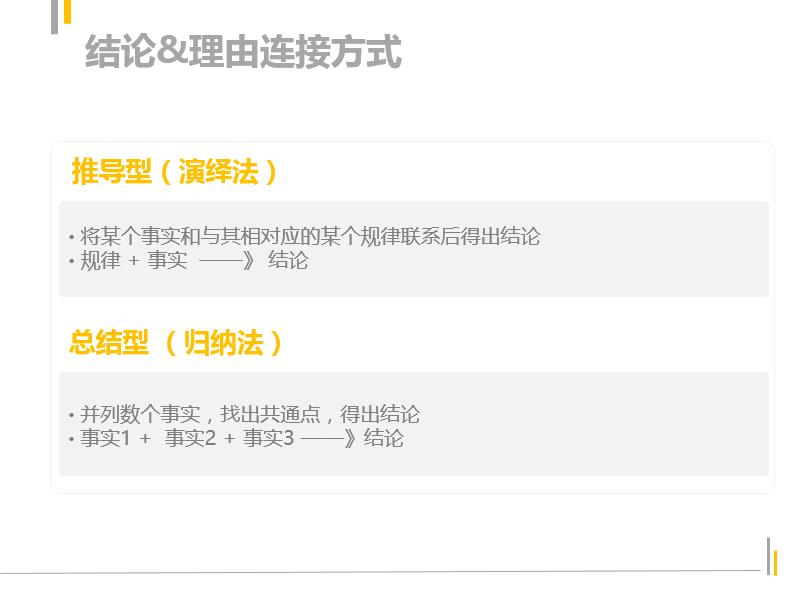 结论&理由连接方式
推导型（演绎法）
• 将某个事实和与其相对应的某个规律联系后得出结论
• 规律 + 事实 ——》 结论
总结型 （归纳法）
• 并列数个事实，找出共通点，得出结论
• 事实1 + 事实2 + 事实3 ——》结论